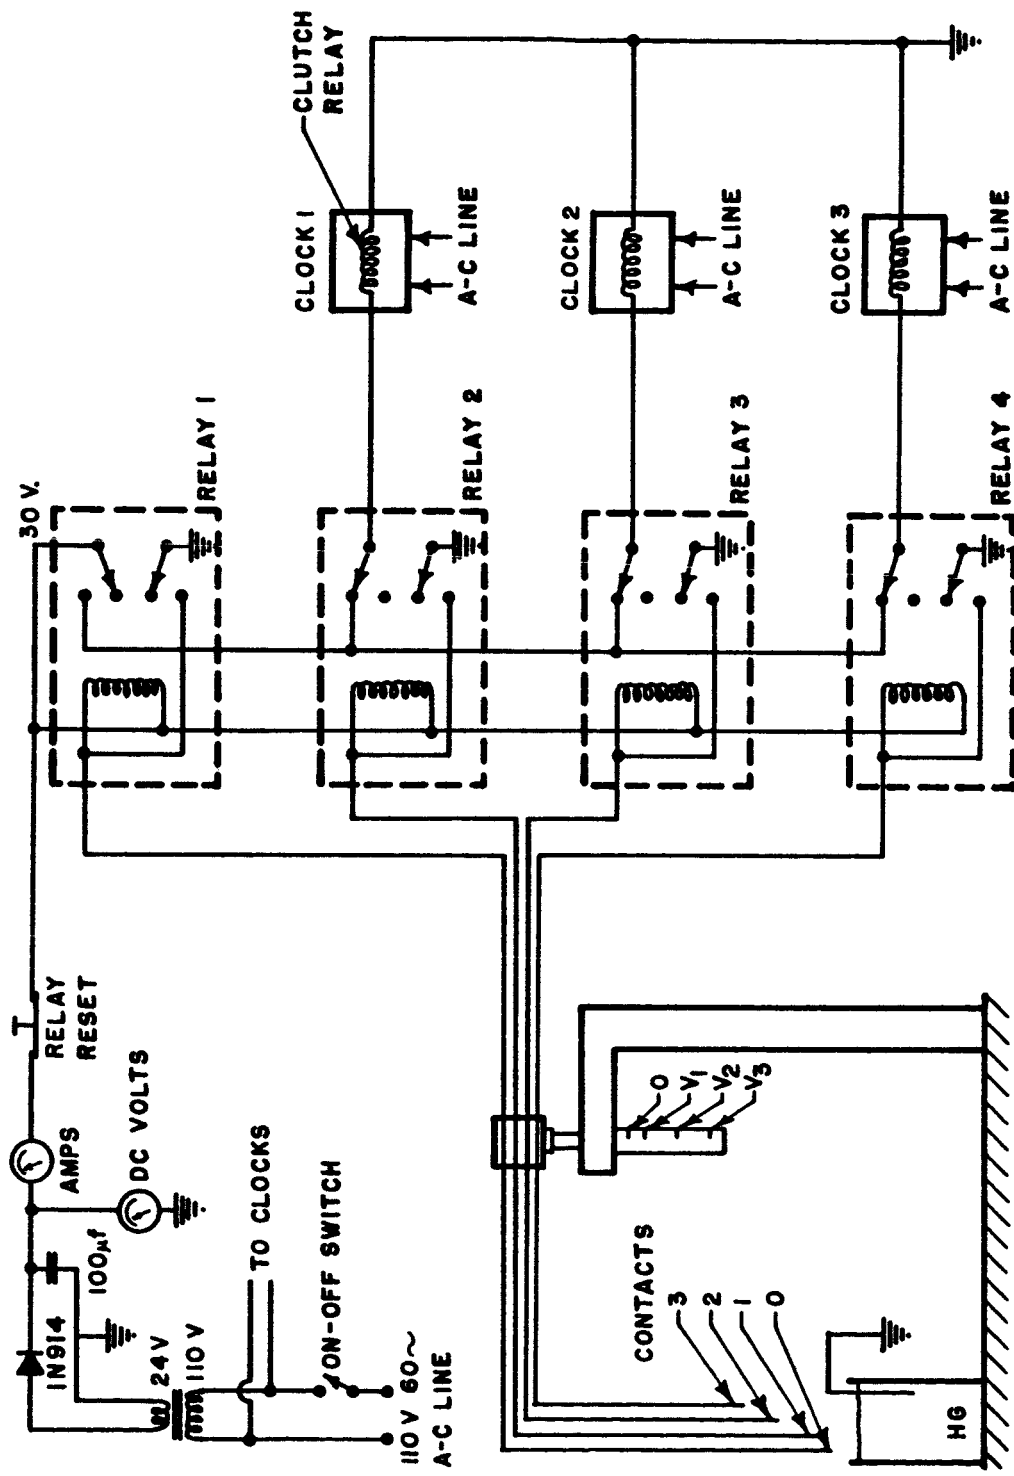 30 V.
RELAY 1
RELAY 2
RELAY 3
RELAY 4
CLOCK 1
CLUTCH
RELAY
A-C LINE
CLOCK 2
A-C LINE
CLOCK 3
A-C LINE
RELAY
RESET
AMPS
DC VOLTS
100μf
1N914
24V
110 V
TO CLOCKS
ON-OFF SWITCH
110 V 60~
A-C LINE
CONTACTS
3
2
1
0
O
V1
V2
V3
HG